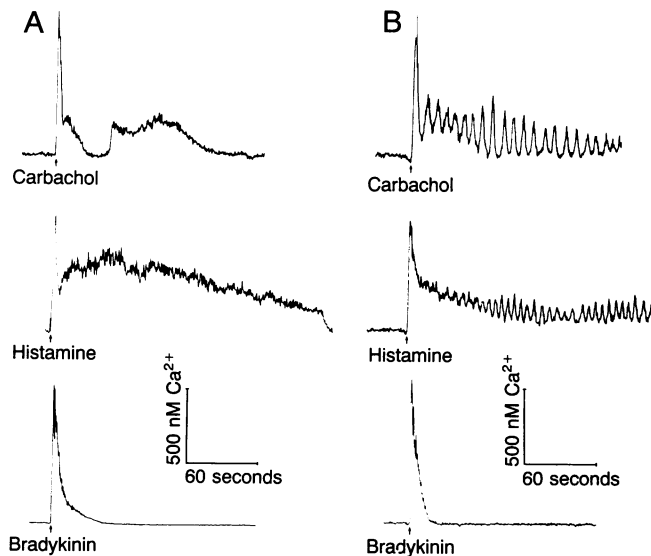 A
B
Carbachol
Carbachol
Histamine
Histamine
500 nM Ca²⁺
60 seconds
500 nM Ca²⁺
60 seconds
Bradykinin
Bradykinin